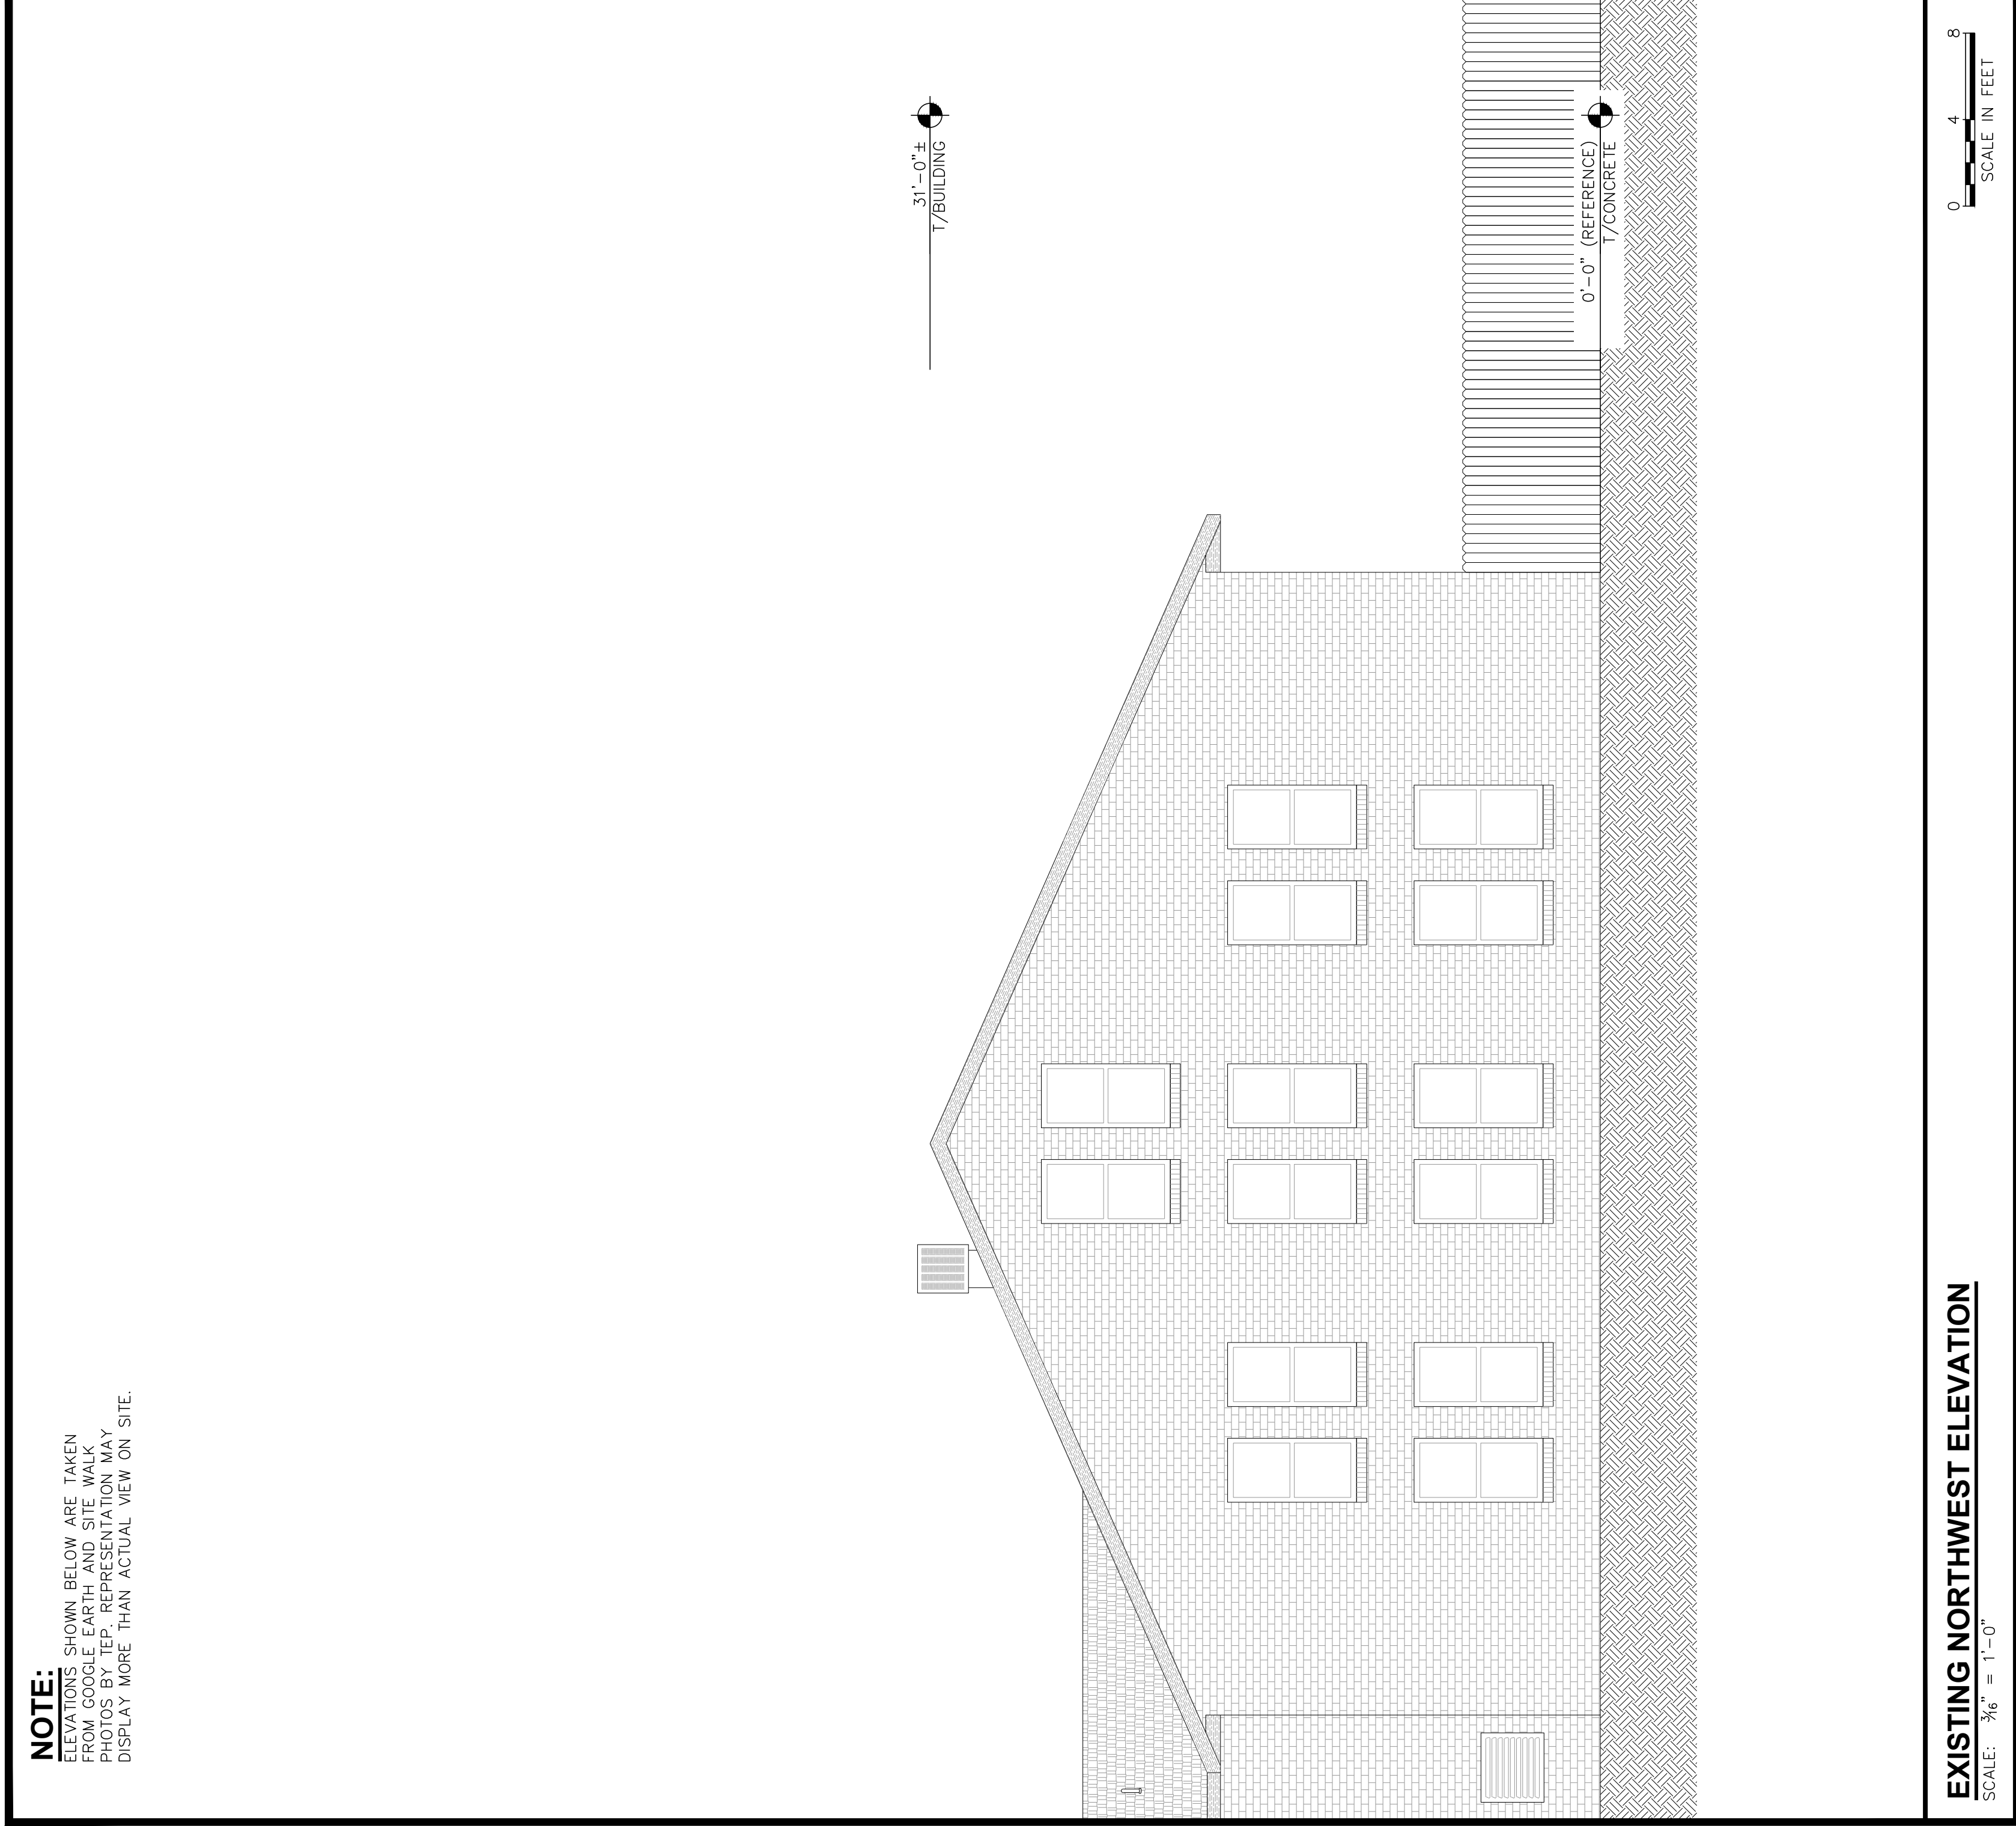 NOTE:
ELEVATIONS SHOWN BELOW ARE TAKEN
FROM GOOGLE EARTH AND SITE WALK
PHOTOS BY TEP. REPRESENTATION MAY
DISPLAY MORE THAN ACTUAL VIEW ON SITE.
31'-0"±
T/BUILDING
0'-0" (REFERENCE)
T/CONCRETE
EXISTING NORTHWEST ELEVATION
SCALE: 3/16" = 1'-0"
0 4 8
SCALE IN FEET